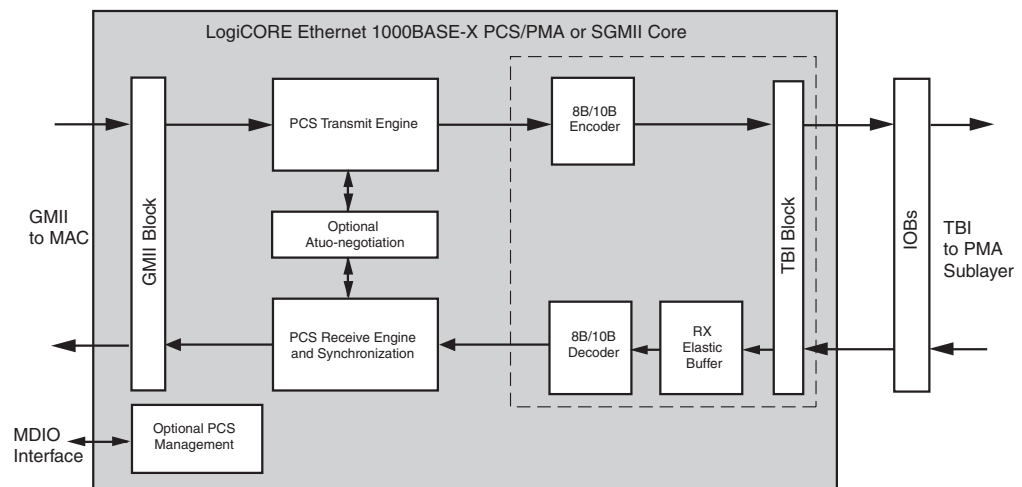 LogiCORE Ethernet 1000BASE-X PCS/PMA or SGMII Core
GMII
to MAC
GMII Block
PCS Transmit Engine
Optional
Atuo-negotiation
PCS Receive Engine
and Synchronization
8B/10B
Encoder
8B/10B
Decoder
RX
Elastic
Buffer
TBI Block
IOBs
TBI
to PMA
Sublayer
MDIO
Interface
Optional PCS
Management